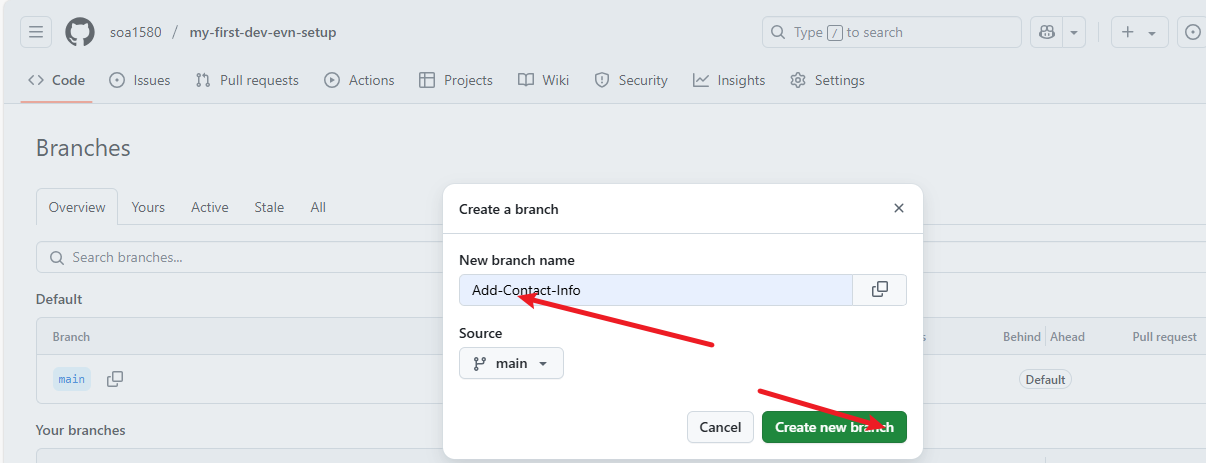 soa1580 / my-first-dev-evn-setup
Type / to search
Code Issues Pull requests Actions Projects Wiki Security Insights Settings
Branches
Overview Yours Active Stale All
Search branches...
Default
Branch
Behind Ahead Pull request
main
Default
Your branches
Create a branch
New branch name
Add-Contact-Info
Source
main
Cancel Create new branch